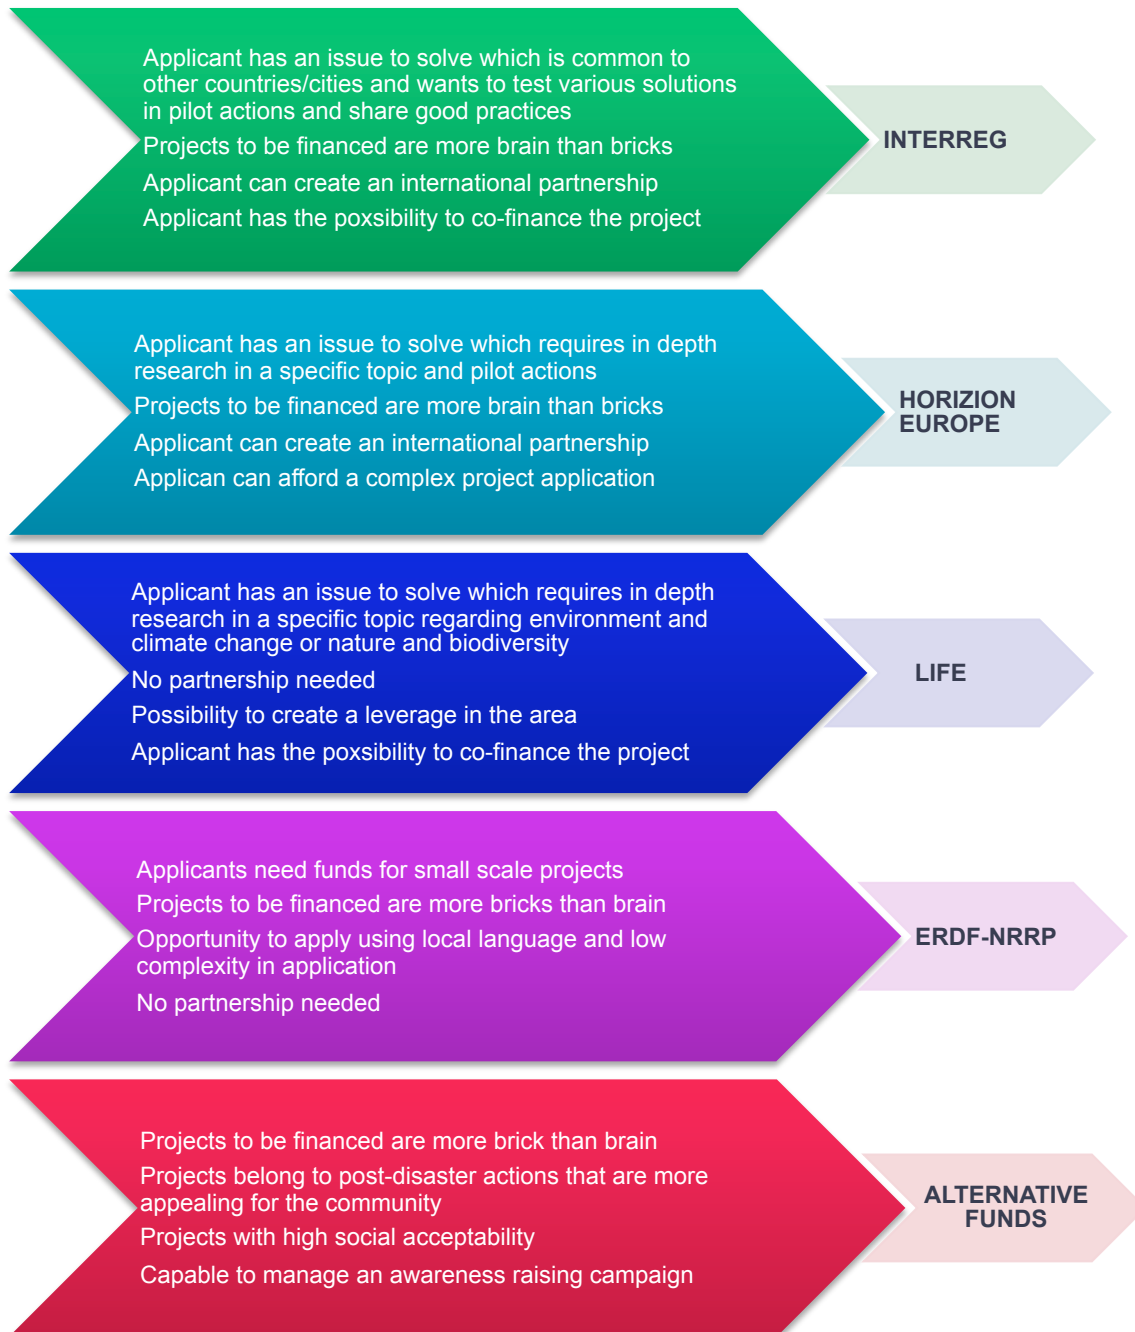 Applicant has an issue to solve which is common to
other countries/cities and wants to test various solutions
in pilot actions and share good practices
Projects to be financed are more brain than bricks
Applicant can create an international partnership
Applicant has the poxsibility to co-finance the project
INTERREG
Applicant has an issue to solve which requires in depth
research in a specific topic and pilot actions
Projects to be financed are more brain than bricks
Applicant can create an international partnership
Applican can afford a complex project application
HORIZION
EUROPE
Applicant has an issue to solve which requires in depth
research in a specific topic regarding environment and
climate change or nature and biodiversity
No partnership needed
Possibility to create a leverage in the area
Applicant has the poxsibility to co-finance the project
LIFE
Applicants need funds for small scale projects
Projects to be financed are more bricks than brain
Opportunity to apply using local language and low
complexity in application
No partnership needed
ERDF-NRRP
Projects to be financed are more brick than brain
Projects belong to post-disaster actions that are more
appealing for the community
Projects with high social acceptability
Capable to manage an awareness raising campaign
ALTERNATIVE
FUNDS